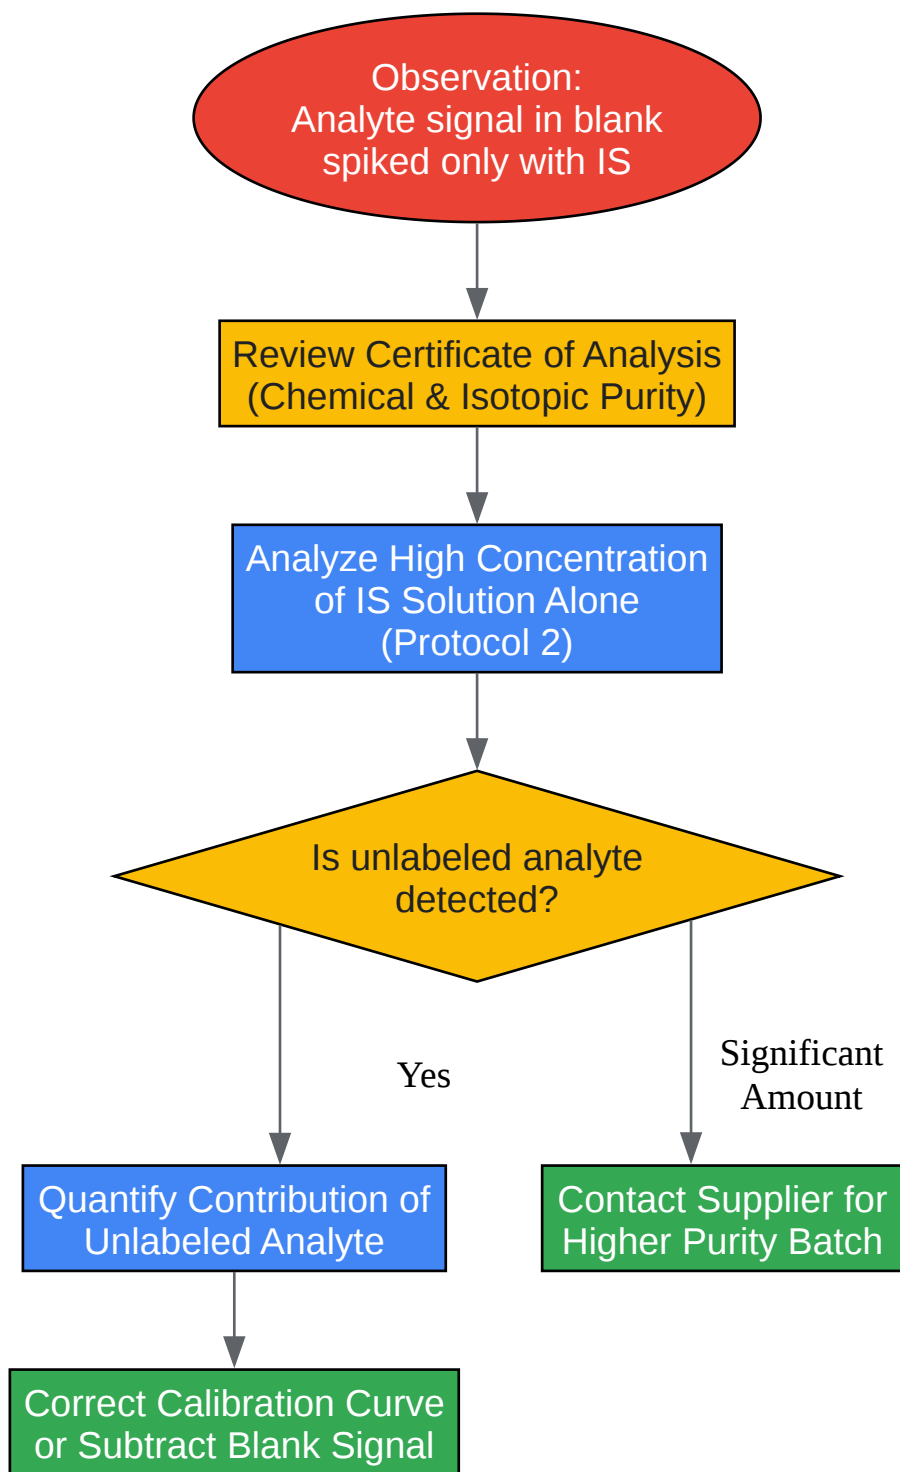 Observation:
Analyte signal in blank
spiked only with IS
Review Certificate of Analysis
(Chemical & Isotopic Purity)
Analyze High Concentration
of IS Solution Alone
(Protocol 2)
Is unlabeled analyte
detected?
Yes
Significant
Amount
Quantify Contribution of
Unlabeled Analyte
Contact Supplier for
Higher Purity Batch
Correct Calibration Curve
or Subtract Blank Signal